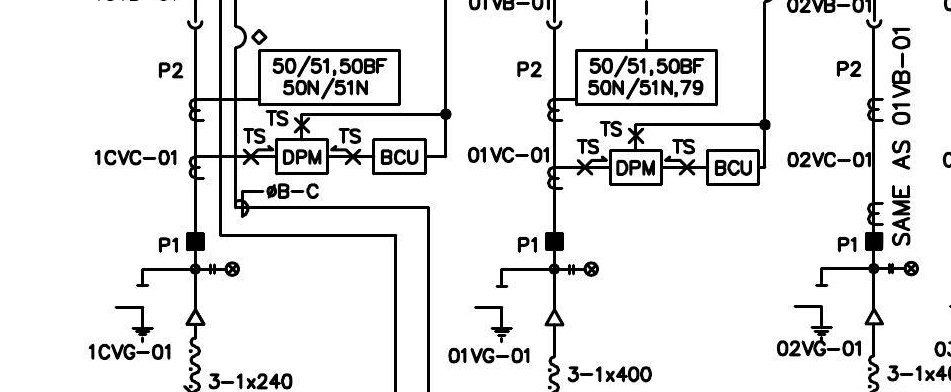 01VB-01
02VB-01
P2
50/51,50BF
50N/51N
P2
50/51,50BF
50N/51N,79
P2
SAME AS 01VB-01
TS
TS
TS
1CVC-01
DPM
BCU
TS
TS
TS
01VC-01
DPM
BCU
02VC-01
øB-C
P1
P1
P1
1CVG-01
01VG-01
02VG-01
3-1x240
3-1x400